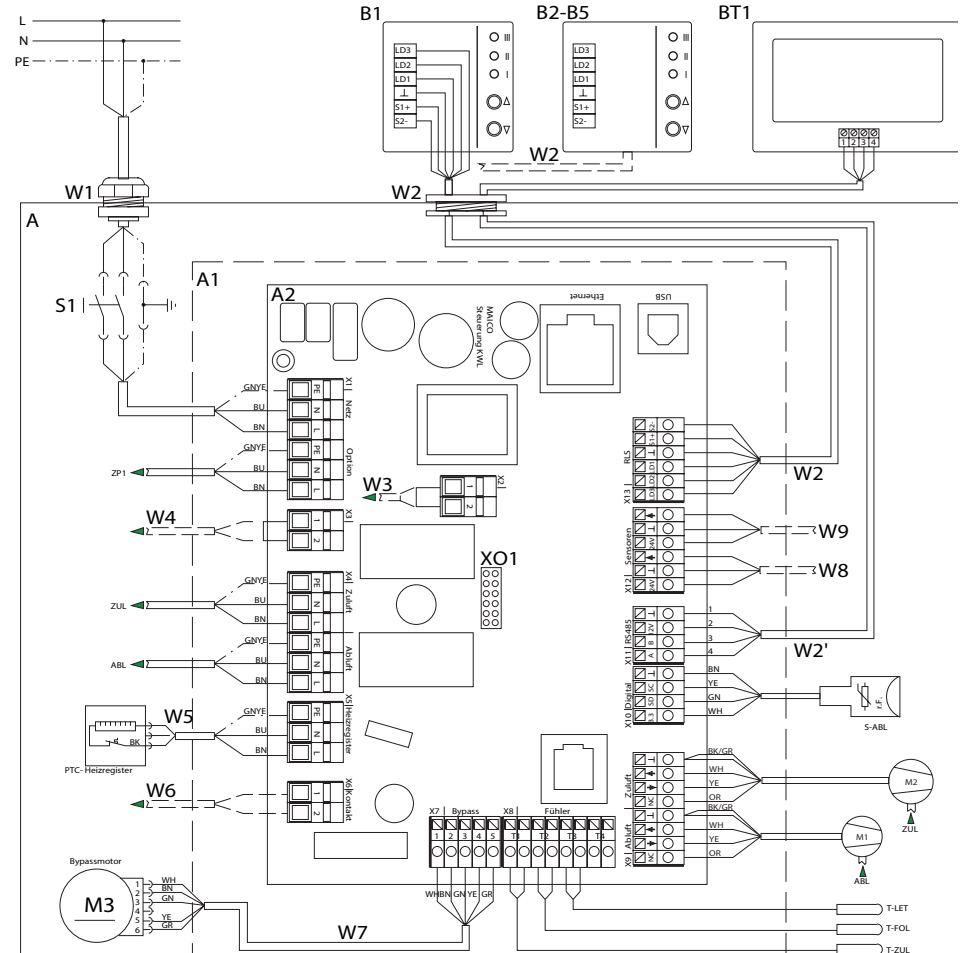 B1
B2-B5
BT1
L
N
PE
LD3
LD2
LD1
⊥
S1+
S2-
III
II
I
LD3
LD2
LD1
⊥
S1+
S2-
III
II
I
1 2 3 4
W2
W1
W2
A
A1
A2
S1
MAICO
Steuerung KWL
Ethernet
USB
GNYE
BU
BN
PE
N
L
X1
Netz
ZP1
GNYE
BU
BN
PE
N
L
Option
W3
1
2
X2
W4
1
2
X3
XO1
ZUL
GNYE
BU
BN
PE
N
L
X4
Zuluft
ABL
GNYE
BU
BN
PE
N
L
Abluft
W5
BK
PTC- Heizregister
GNYE
BU
BN
PE
N
L
X5
Heizregister
W6
1
2
X6
Kontakt
S2-
S1+
⊥
LD1
LD2
LD3
X13
RLS
W2
⊥
24V
⊥
24V
X12
Sensoren
W9
W8
⊥
12V
B
A
X11
RS485
1
2
3
4
W2'
⊥
SC
SD
3.3
X10
Digital
BN
YE
GN
WH
r.F.
S-ABL
⊥
NC
Zuluft
BK/GR
WH
YE
OR
M2
ZUL
⊥
NC
X9
Abluft
BK/GR
WH
YE
OR
M1
ABL
X7 Bypass
X8 Fühler
1 2 3 4 5
T1 T2 T3 T4
WH BN GN YE GR
Bypassmotor
M3
1 WH
2 BN
3 GN
4
5 YE
6 GR
W7
T-LET
T-FOL
T-ZUL